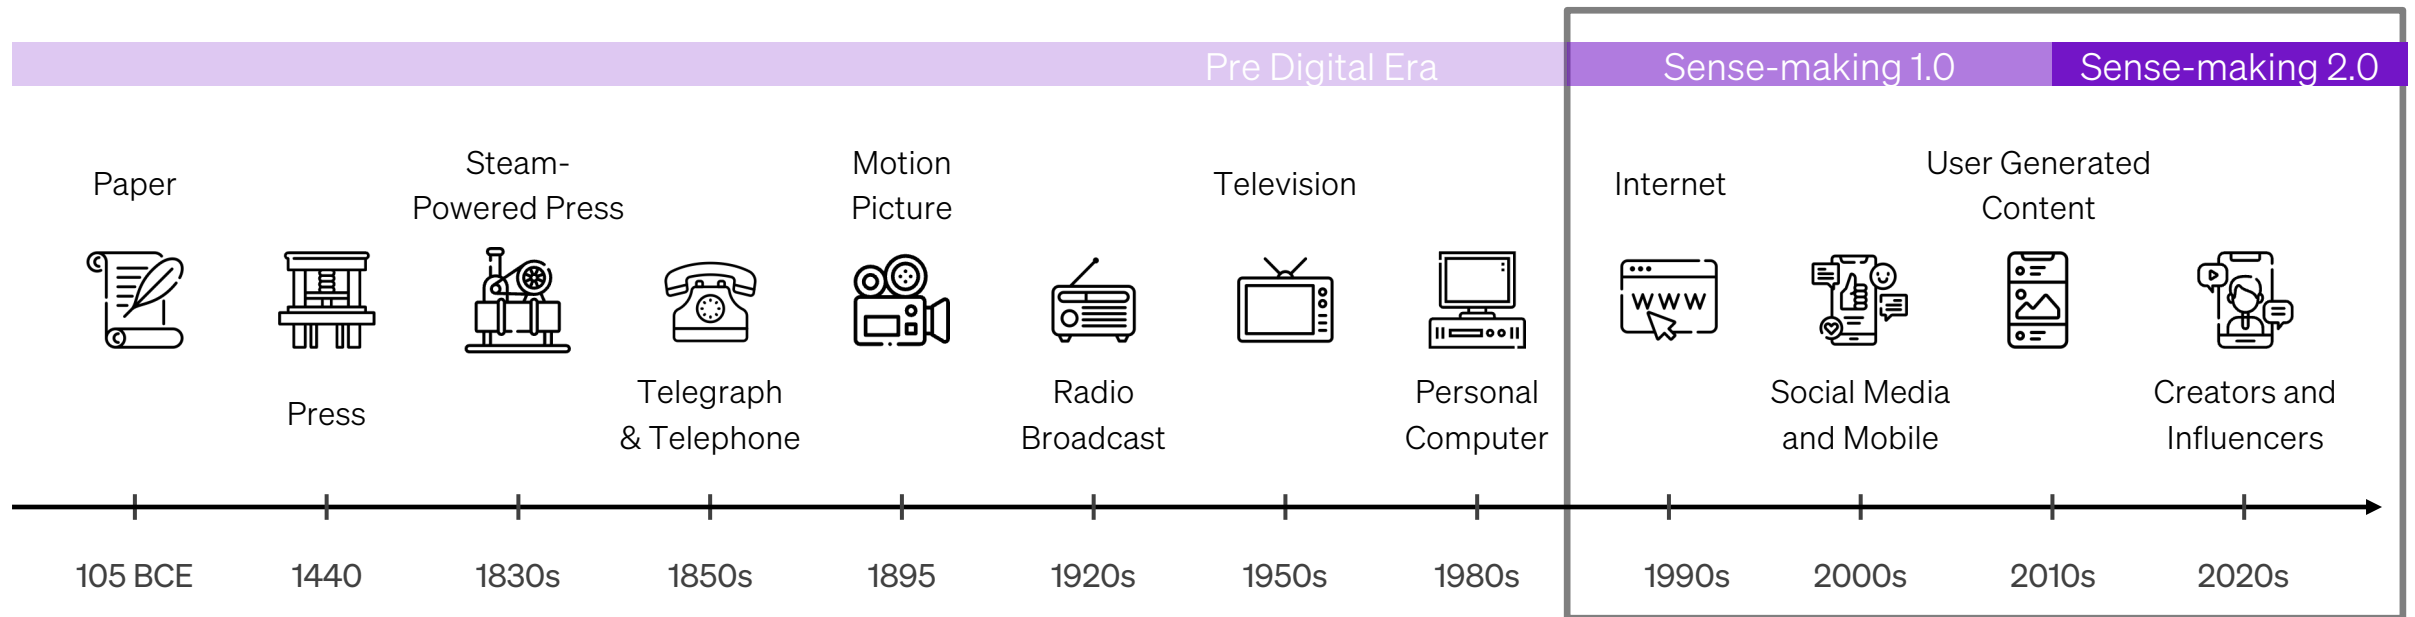 Pre Digital Era
Sense-making 1.0
Sense-making 2.0
Paper
Press
Steam-
Powered Press
Telegraph
& Telephone
Motion
Picture
Radio
Broadcast
Television
Personal
Computer
Internet
WWW
Social Media
and Mobile
User Generated
Content
Creators and
Influencers
105 BCE
1440
1830s
1850s
1895
1920s
1950s
1980s
1990s
2000s
2010s
2020s